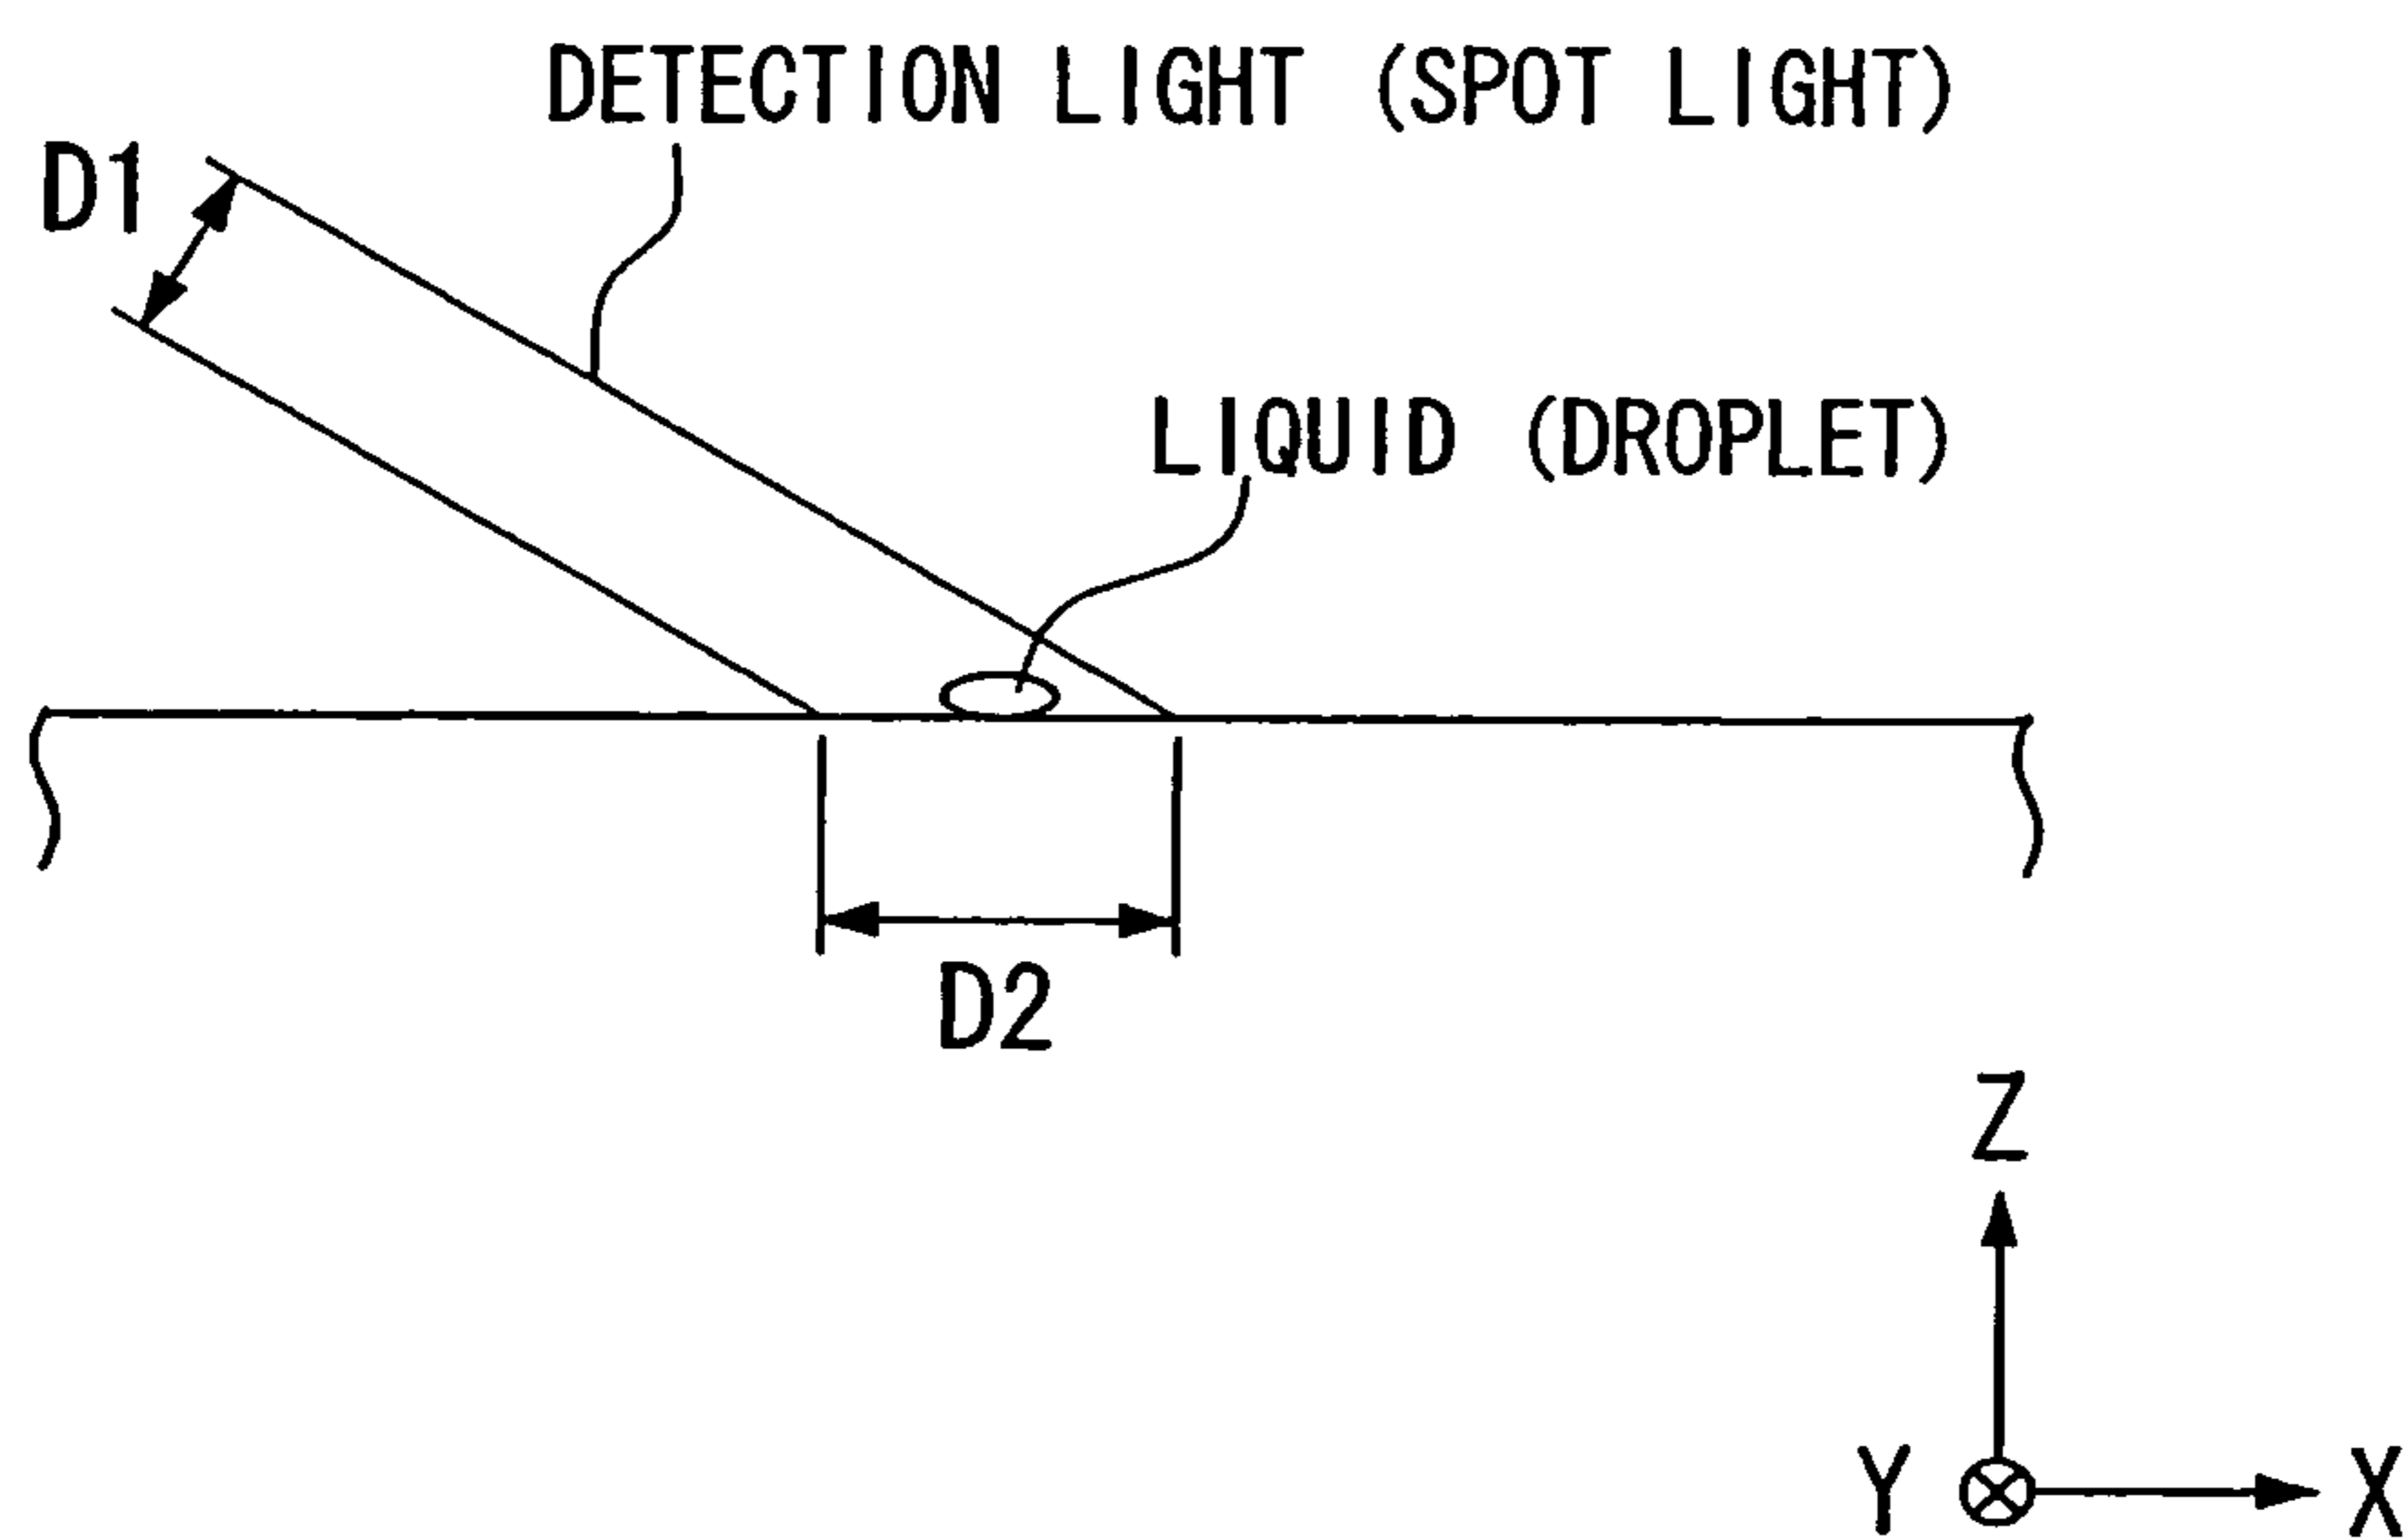 DETECTION LIGHT (SPOT LIGHT)
D1
LIQUID (DROPLET)
D2
Z
Y
X